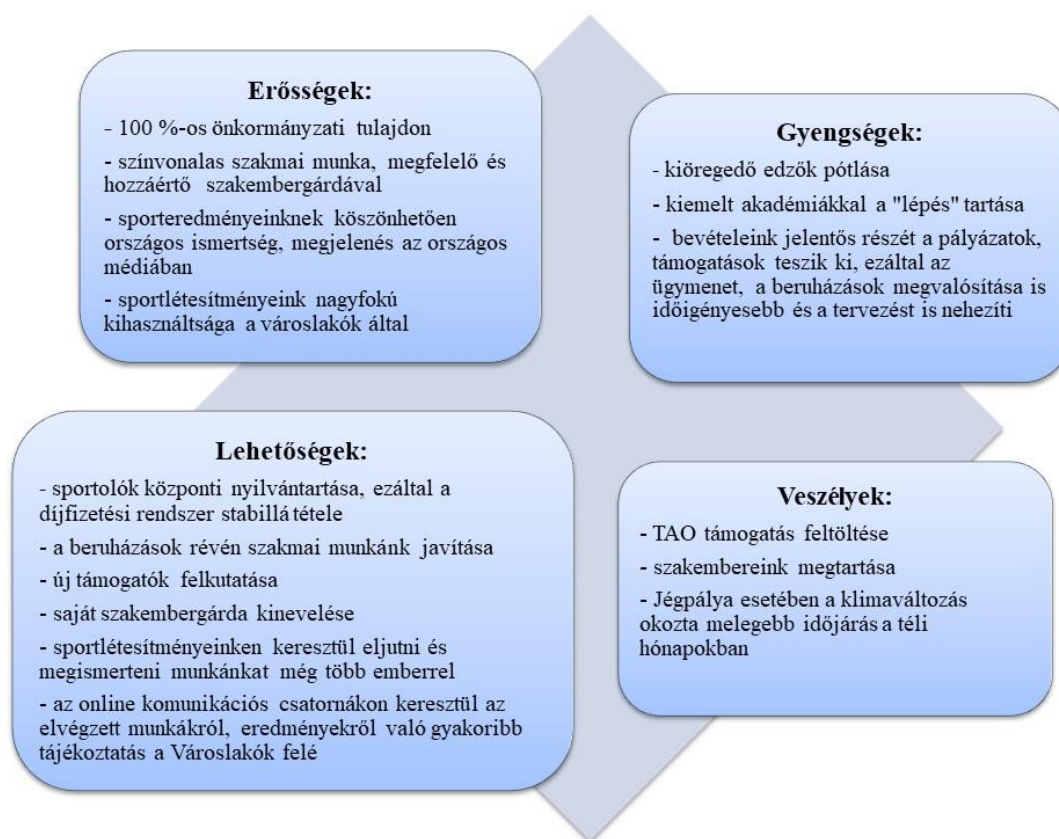 Erősségek:
- 100 %-os önkormányzati tulajdon
- színvonalas szakmai munka, megfelelő és
hozzáértő szakembergárdával
- sporteredményeinknek köszönhetően
országos ismertség, megjelenés az országos
médiában
- sportlétesítményeink nagyfokú
kihasználtsága a városlakók által
Gyengségek:
- kiöregedő edzők pótlása
- kiemelt akadémiákkal a "lépés" tartása
- bevételeink jelentős részét a pályázatok,
támogatások teszik ki, ezáltal az
ügymenet, a beruházások megvalósítása is
időigényesebb és a tervezést is nehezíti
Lehetőségek:
- sportolók központi nyilvántartása, ezáltal a
díjfizetési rendszer stabillá tétele
- a beruházások révén szakmai munkánk javítása
- új támogatók felkutatása
- saját szakembergárda kinevelése
- sportlétesítményeinken keresztül eljutni és
megismerteni munkánkat még több emberrel
- az online komunikációs csatornákon keresztül az
elvégzett munkákról, eredményekről való gyakoribb
tájékoztatás a Városlakók felé
Veszélyek:
- TAO támogatás feltöltése
- szakembereink megtartása
- Jégpálya esetében a klimaváltozás
okozta melegebb időjárás a téli
hónapokban